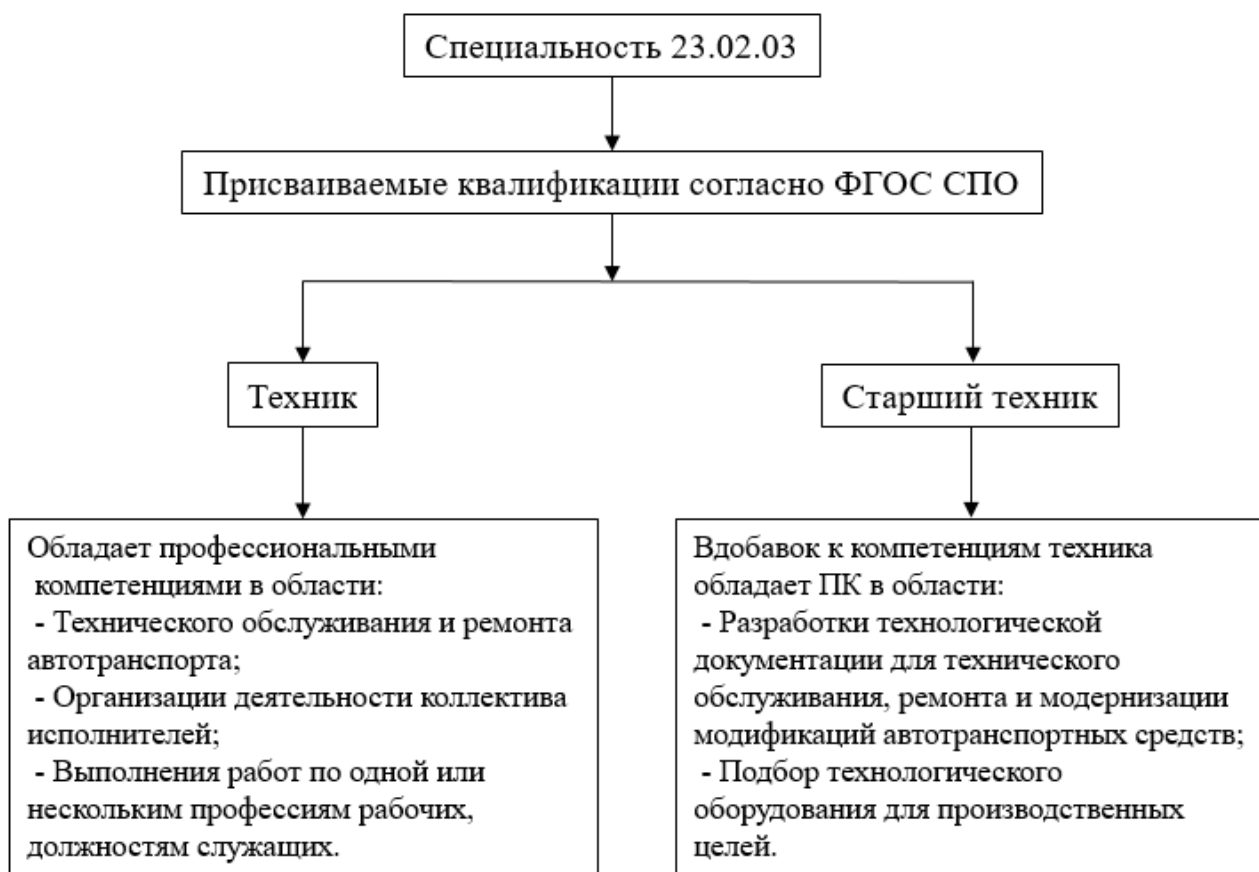 Специальность 23.02.03
Присваиваемые квалификации согласно ФГОС СПО
Техник
Старший техник
Обладает профессиональными
компетенциями в области:
- Технического обслуживания и ремонта
автотранспорта;
- Организации деятельности коллектива
исполнителей;
- Выполнения работ по одной или
нескольким профессиям рабочих,
должностям служащих.
Вдобавок к компетенциям техника
обладает ПК в области:
- Разработки технологической
документации для технического
обслуживания, ремонта и модернизации
модификаций автотранспортных средств;
- Подбор технологического
оборудования для производственных
целей.